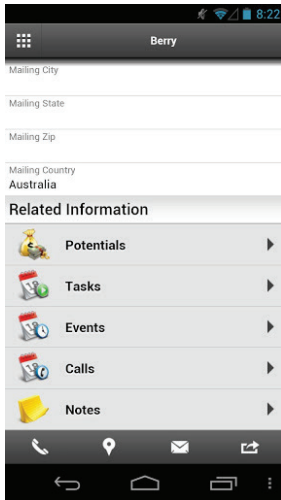 8:22
Berry
Mailing City
Mailing State
Mailing Zip
Mailing Country
Australia
Related Information
Potentials
Tasks
Events
Calls
Notes